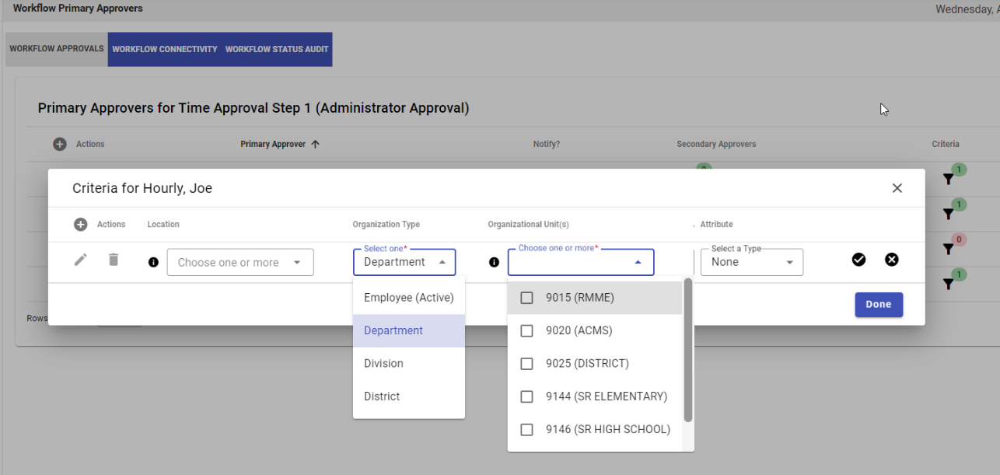 Workflow Primary Approvers
Wednesday, A
WORKFLOW APPROVALS WORKFLOW CONNECTIVITY WORKFLOW STATUS AUDIT
Primary Approvers for Time Approval Step 1 (Administrator Approval)
Actions Primary Approver Notify? Secondary Approvers Criteria
1
Criteria for Hourly, Joe
1
Actions Location Organization Type Organizational Unit(s) Attribute
0
Select one* Choose one or more* Select a Type
Choose one or more Department None
1
Employee (Active) 9015 (RMME)
Done
Rows
Department 9020 (ACMS)
Division 9025 (DISTRICT)
District 9144 (SR ELEMENTARY)
9146 (SR HIGH SCHOOL)